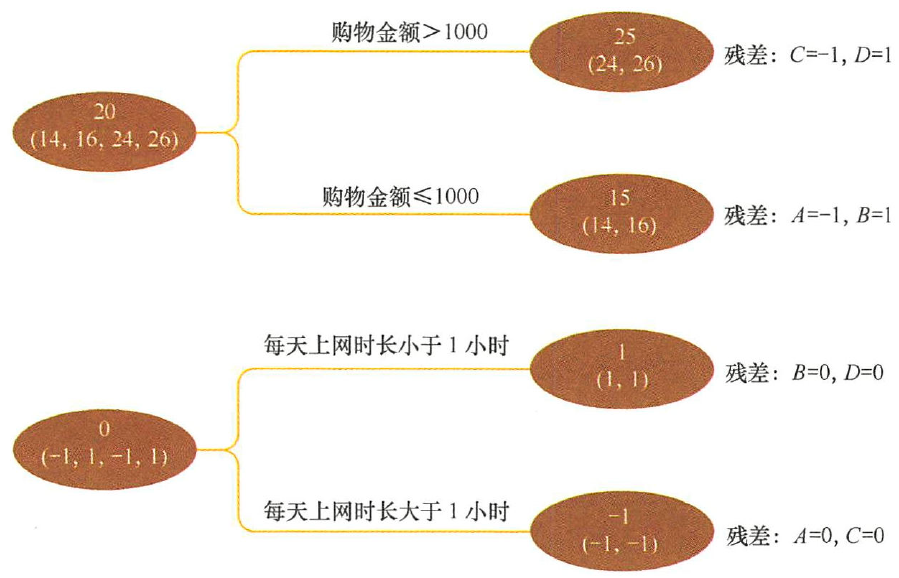 购物金额＞1000
25
(24, 26)
残差：C=−1, D=1
20
(14, 16, 24, 26)
购物金额≤1000
15
(14, 16)
残差：A=−1, B=1
每天上网时长小于 1 小时
1
(1, 1)
残差：B=0, D=0
0
(−1, 1, −1, 1)
每天上网时长大于 1 小时
−1
(−1, −1)
残差：A=0, C=0